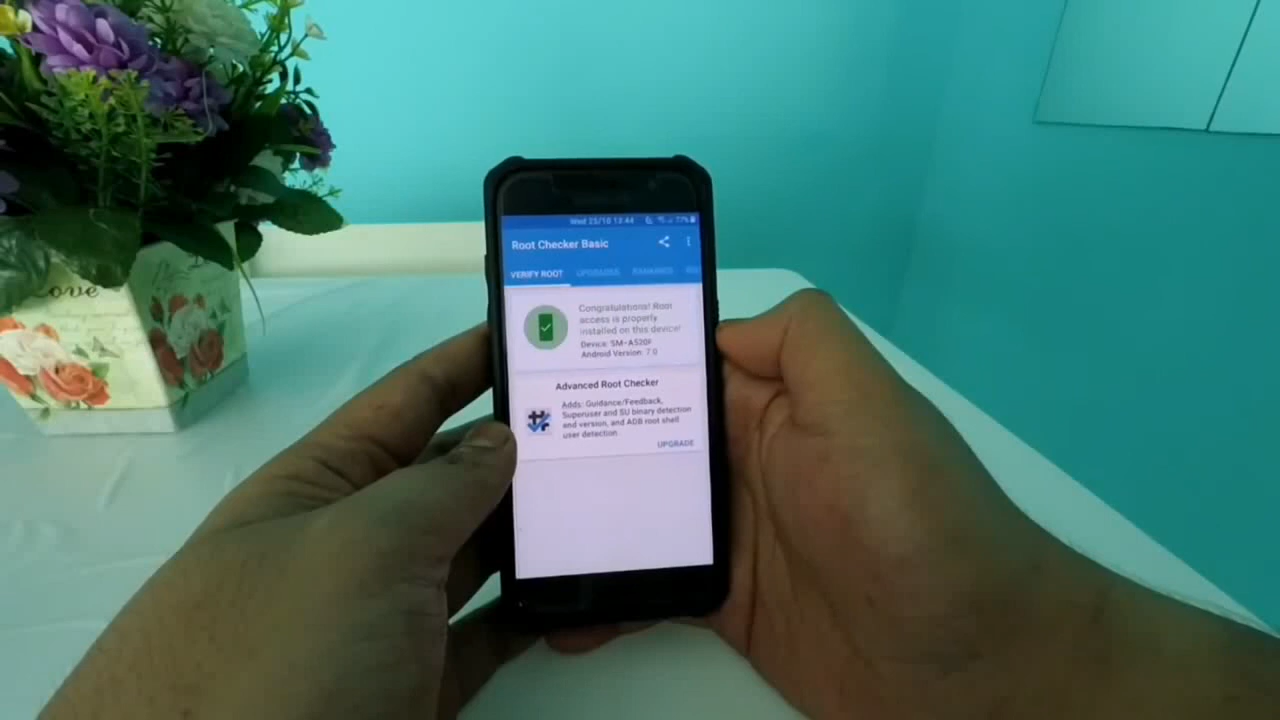 Love
Wed 23/10 13:44 77%
Root Checker Basic
VERIFY ROOT UPGRADES RANKINGS
Congratulations! Root
access is properly
installed on this device!
Device: SM-A520F
Android Version: 7.0
Advanced Root Checker
Adds: Guidance/Feedback,
Superuser and SU binary detection
and version, and ADB root shell
user detection
UPGRADE